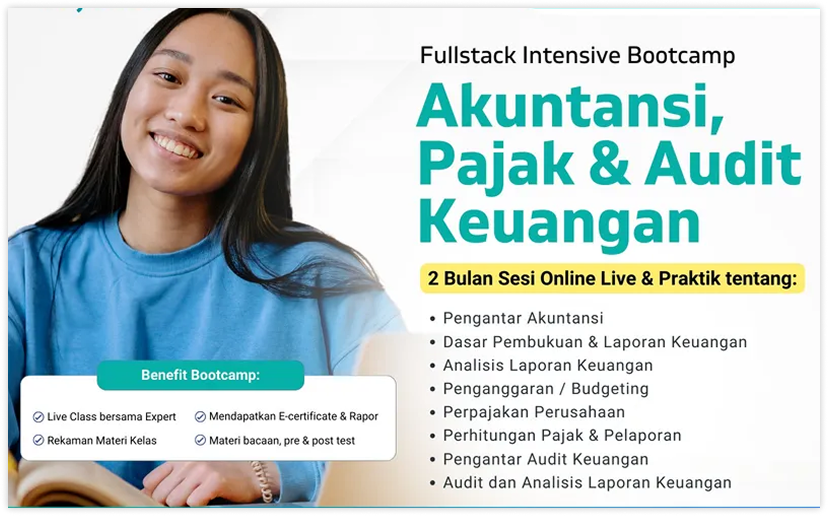 Fullstack Intensive Bootcamp
Akuntansi,
Pajak & Audit
Keuangan
2 Bulan Sesi Online Live & Praktik tentang:
• Pengantar Akuntansi
• Dasar Pembukuan & Laporan Keuangan
• Analisis Laporan Keuangan
• Penganggaran / Budgeting
• Perpajakan Perusahaan
• Perhitungan Pajak & Pelaporan
• Pengantar Audit Keuangan
• Audit dan Analisis Laporan Keuangan
Benefit Bootcamp:
Live Class bersama Expert
Mendapatkan E-certificate & Rapor
Rekaman Materi Kelas
Materi bacaan, pre & post test